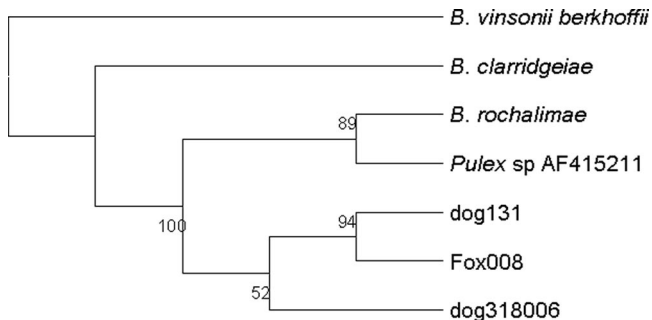 B. vinsonii berkhoffii
B. clarridgeiae
B. rochalimae
89
Pulex sp AF415211
dog131
94
Fox008
100
52
dog318006